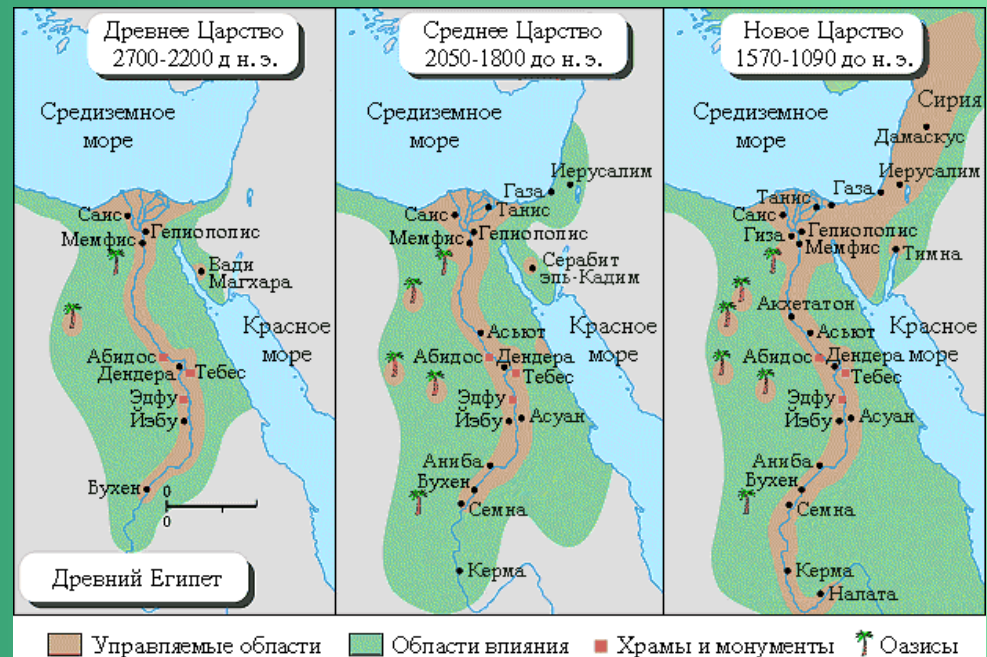 Древнее Царство
2700-2200 д н. э.
Средиземное
море
Саис
Гепиополис
Мемфис
Вади
Магхара
Красное
море
Абидос
Дендера
Тебес
Эдфу
Йэбу
Бухен
0
0
Древний Египет
Среднее Царство
2050-1800 до н. э.
Средиземное
море
Иерусалим
Газа
Саис
Танис
Гепиополис
Мемфис
Серабит
эль-Кадим
Асьют
Красное
море
Абидос
Дендера
Тебес
Эдфу
Йэбу
Асуан
Аниба
Бухен
Семна
Керма
Новое Царство
1570-1090 до н. э.
Средиземное
море
Сирия
Дамаскус
Иерусалим
Газа
Танис
Саис
Гепиополис
Гиза
Мемфис
Тимна
Акхетатон
Асьют
Красное
море
Абидос
Дендера
Тебес
Эдфу
Йэбу
Асуан
Аниба
Бухен
Семна
Керма
Налата
Управляемые области
Области влияния
Храмы и монументы
Оазисы